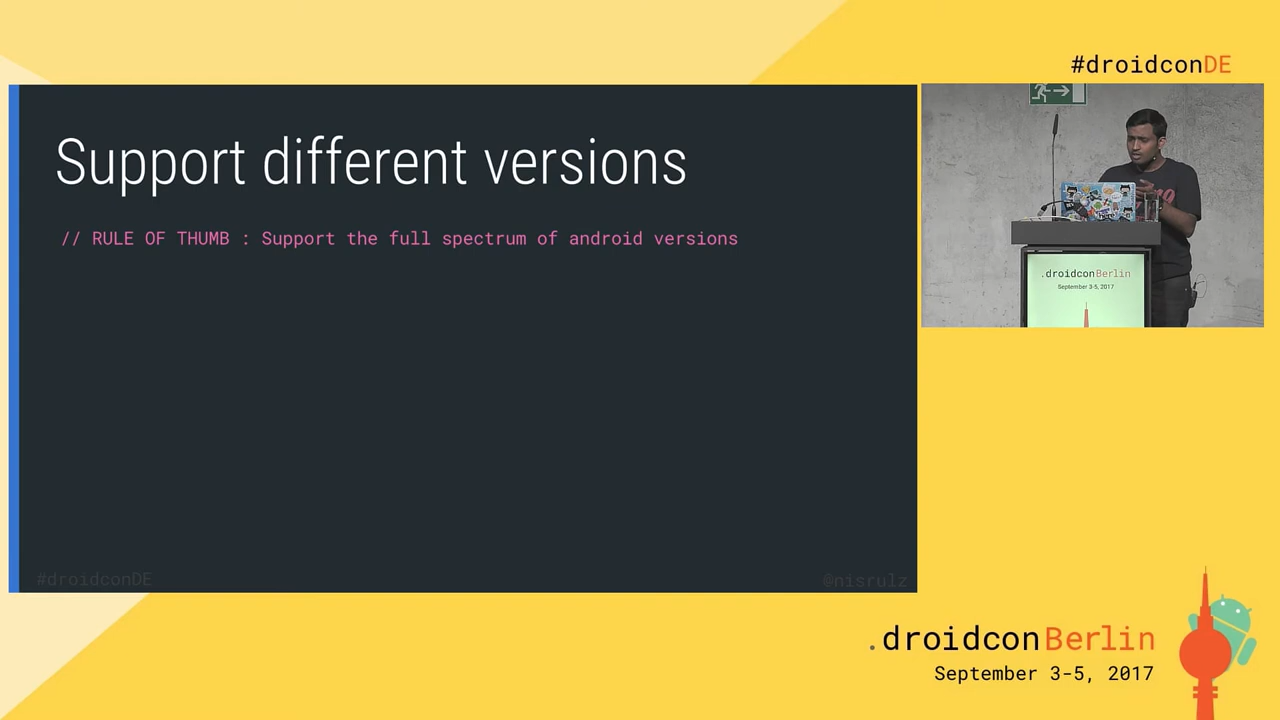 #droidconDE
Support different versions
// RULE OF THUMB : Support the full spectrum of android versions
#droidconDE
@nisrulz
.droidconBerlin
September 3-5, 2017
.droidconBerlin
September 3-5, 2017